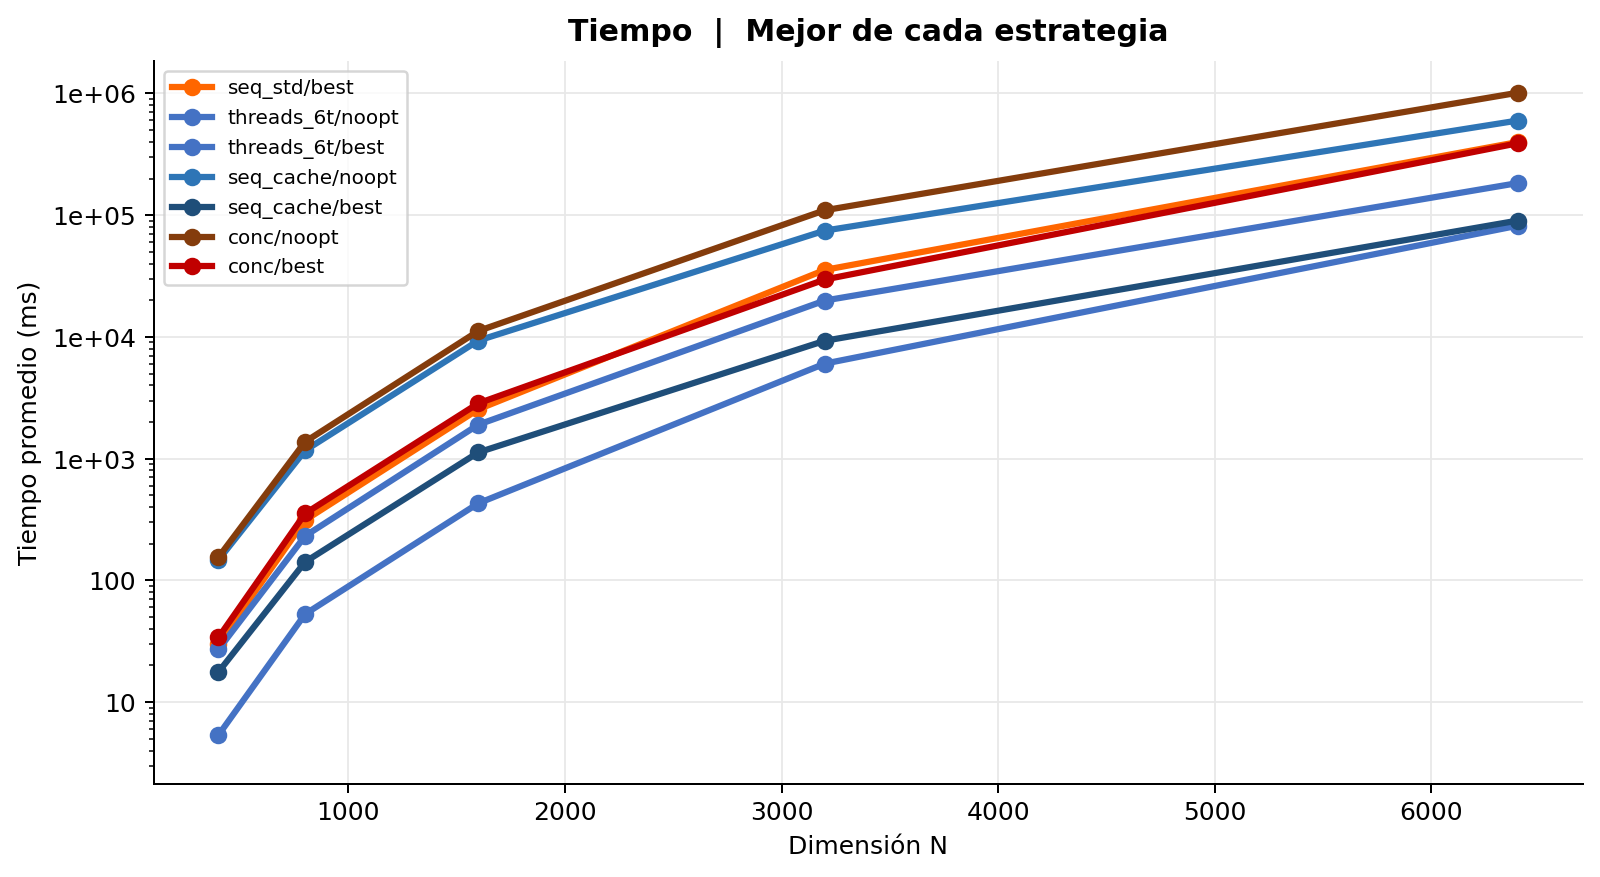 Tiempo | Mejor de cada estrategia
seq_std/best
threads_6t/noopt
threads_6t/best
seq_cache/noopt
seq_cache/best
conc/noopt
conc/best
Tiempo promedio (ms)
1e+06
1e+05
1e+04
1e+03
100
10
1000 2000 3000 4000 5000 6000
Dimensión N